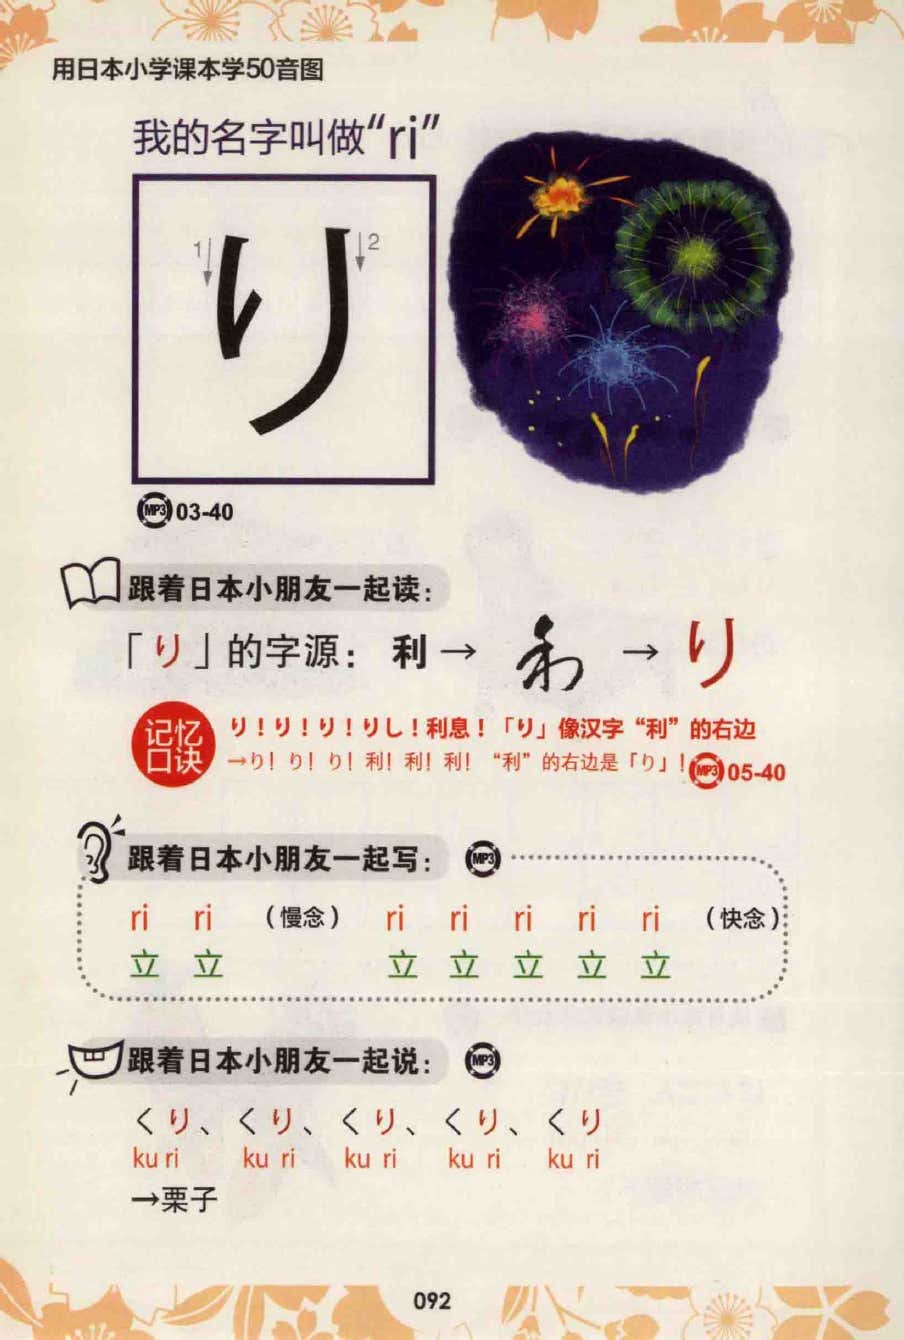 用日本小学课本学50音图
我的名字叫做“ri”
1 り 2
MP3 03-40
跟着日本小朋友一起读：
「り」的字源：利→ 利 →り
记忆口诀
り！り！り！りし！利息！「り」像汉字“利”的右边
→り！り！り！利！利！利！“利”的右边是「り」！MP3 05-40
跟着日本小朋友一起写：MP3
ri ri （慢念） ri ri ri ri ri （快念）
立 立 立 立 立 立 立
跟着日本小朋友一起说：MP3
くり、くり、くり、くり、くり
ku ri ku ri ku ri ku ri ku ri
→栗子
092